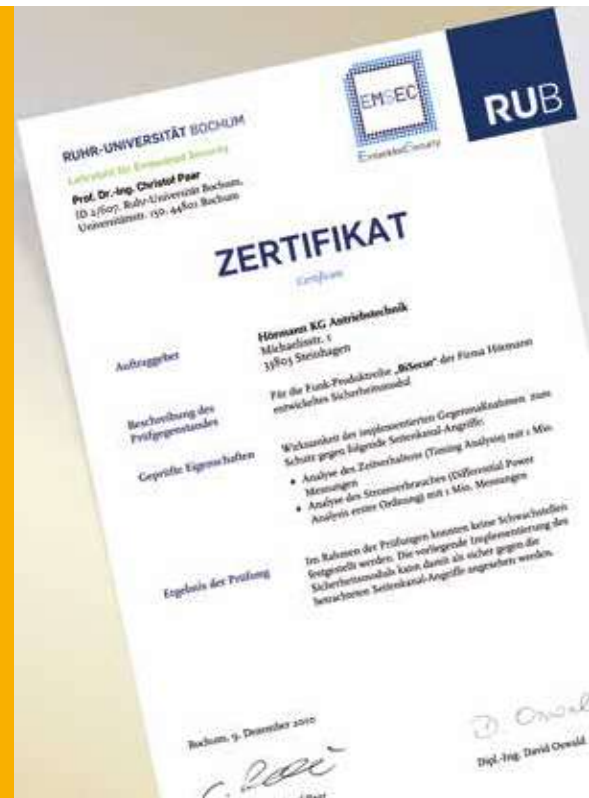 RUHR-UNIVERSITÄT BOCHUM
Lehrstuhl für Embedded Security
Prof. Dr.-Ing. Christof Paar
ID 2/607, Ruhr-Universität Bochum,
Universitätsstr. 150, 44801 Bochum
EMSEC
Embedded Security
RUB
ZERTIFIKAT
Certificate
Auftraggeber
Hörmann KG Antriebstechnik
Michaelisstr. 1
33803 Steinhagen
Beschreibung des
Prüfgegenstandes
Für die Funk-Produktreihe „BiSecur“ der Firma Hörmann
entwickeltes Sicherheitsmodul
Geprüfte Eigenschaften
Wirksamkeit der implementierten Gegenmaßnahmen zum
Schutz gegen folgende Seitenkanal-Angriffe:
• Analyse des Zeitverhaltens (Timing Analysis) mit 1 Mio.
Messungen
• Analyse des Stromverbrauches (Differential Power
Analysis erster Ordnung) mit 1 Mio. Messungen
Ergebnis der Prüfung
Im Rahmen der Prüfungen konnten keine Schwachstellen
festgestellt werden. Die vorliegende Implementierung des
Sicherheitsmoduls kann damit als sicher gegen die
betrachteten Seitenkanal-Angriffe angesehen werden.
Bochum, 9. Dezember 2010
D. Oswal
Dipl.-Ing. David Oswald